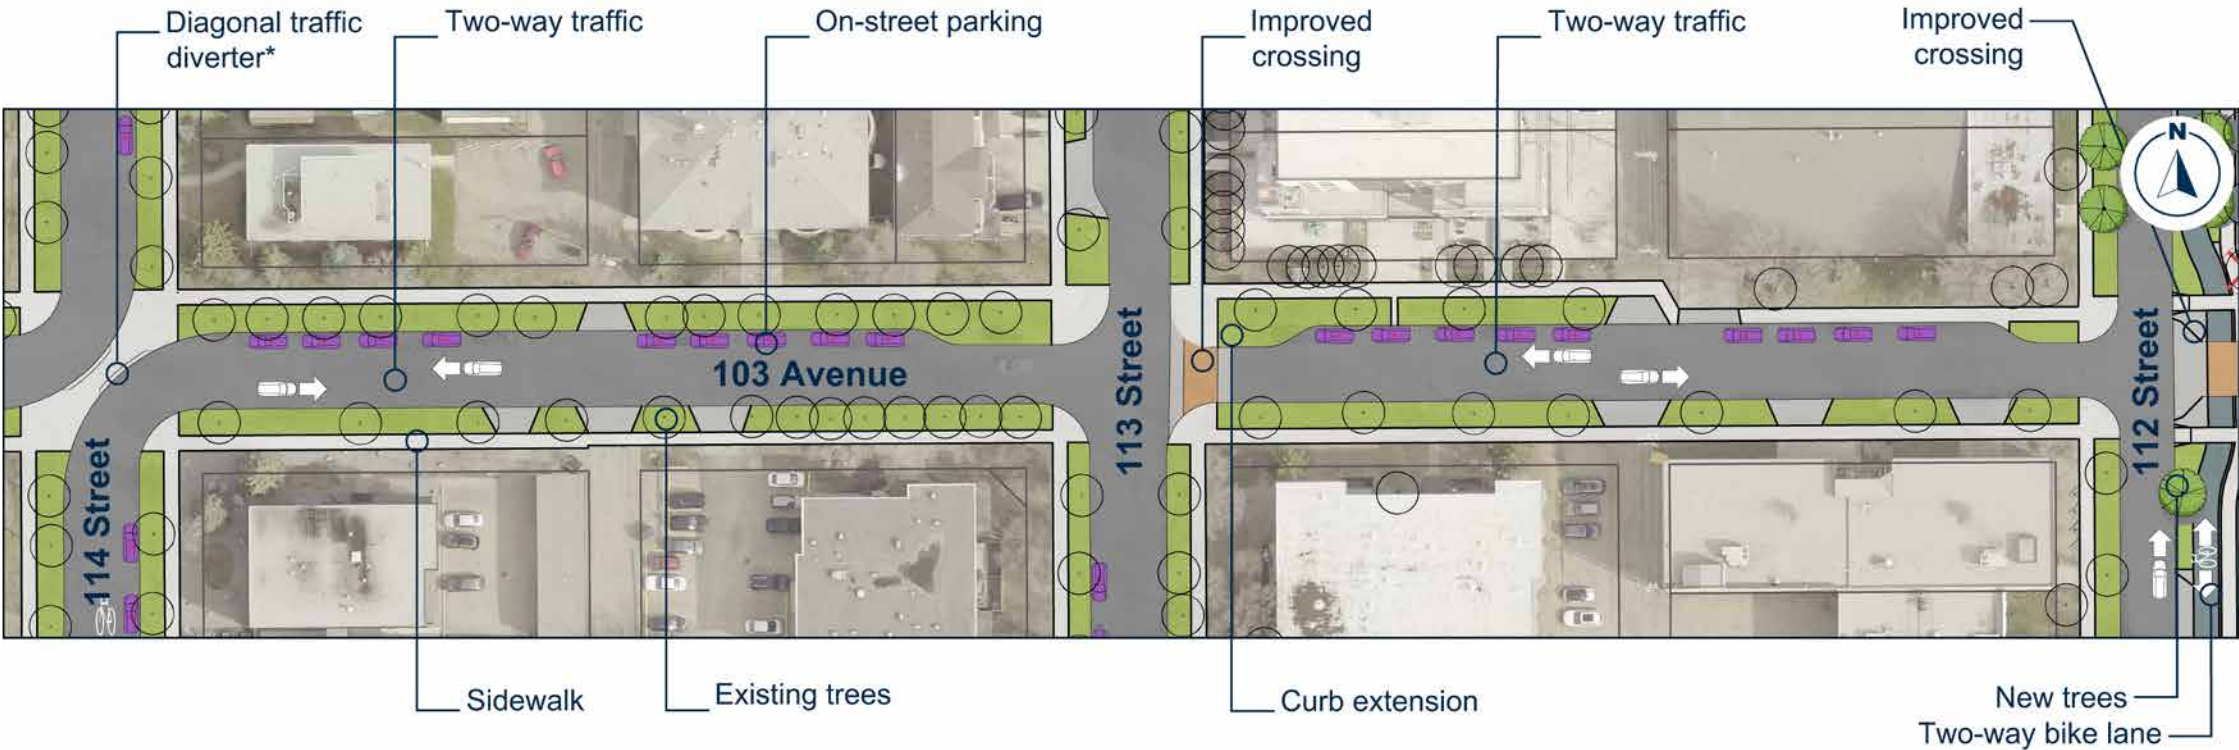 Diagonal traffic
diverter*
Two-way traffic
On-street parking
Improved
crossing
Two-way traffic
Improved
crossing
N
103 Avenue
113 Street
112 Street
114 Street
Sidewalk
Existing trees
Curb extension
New trees
Two-way bike lane